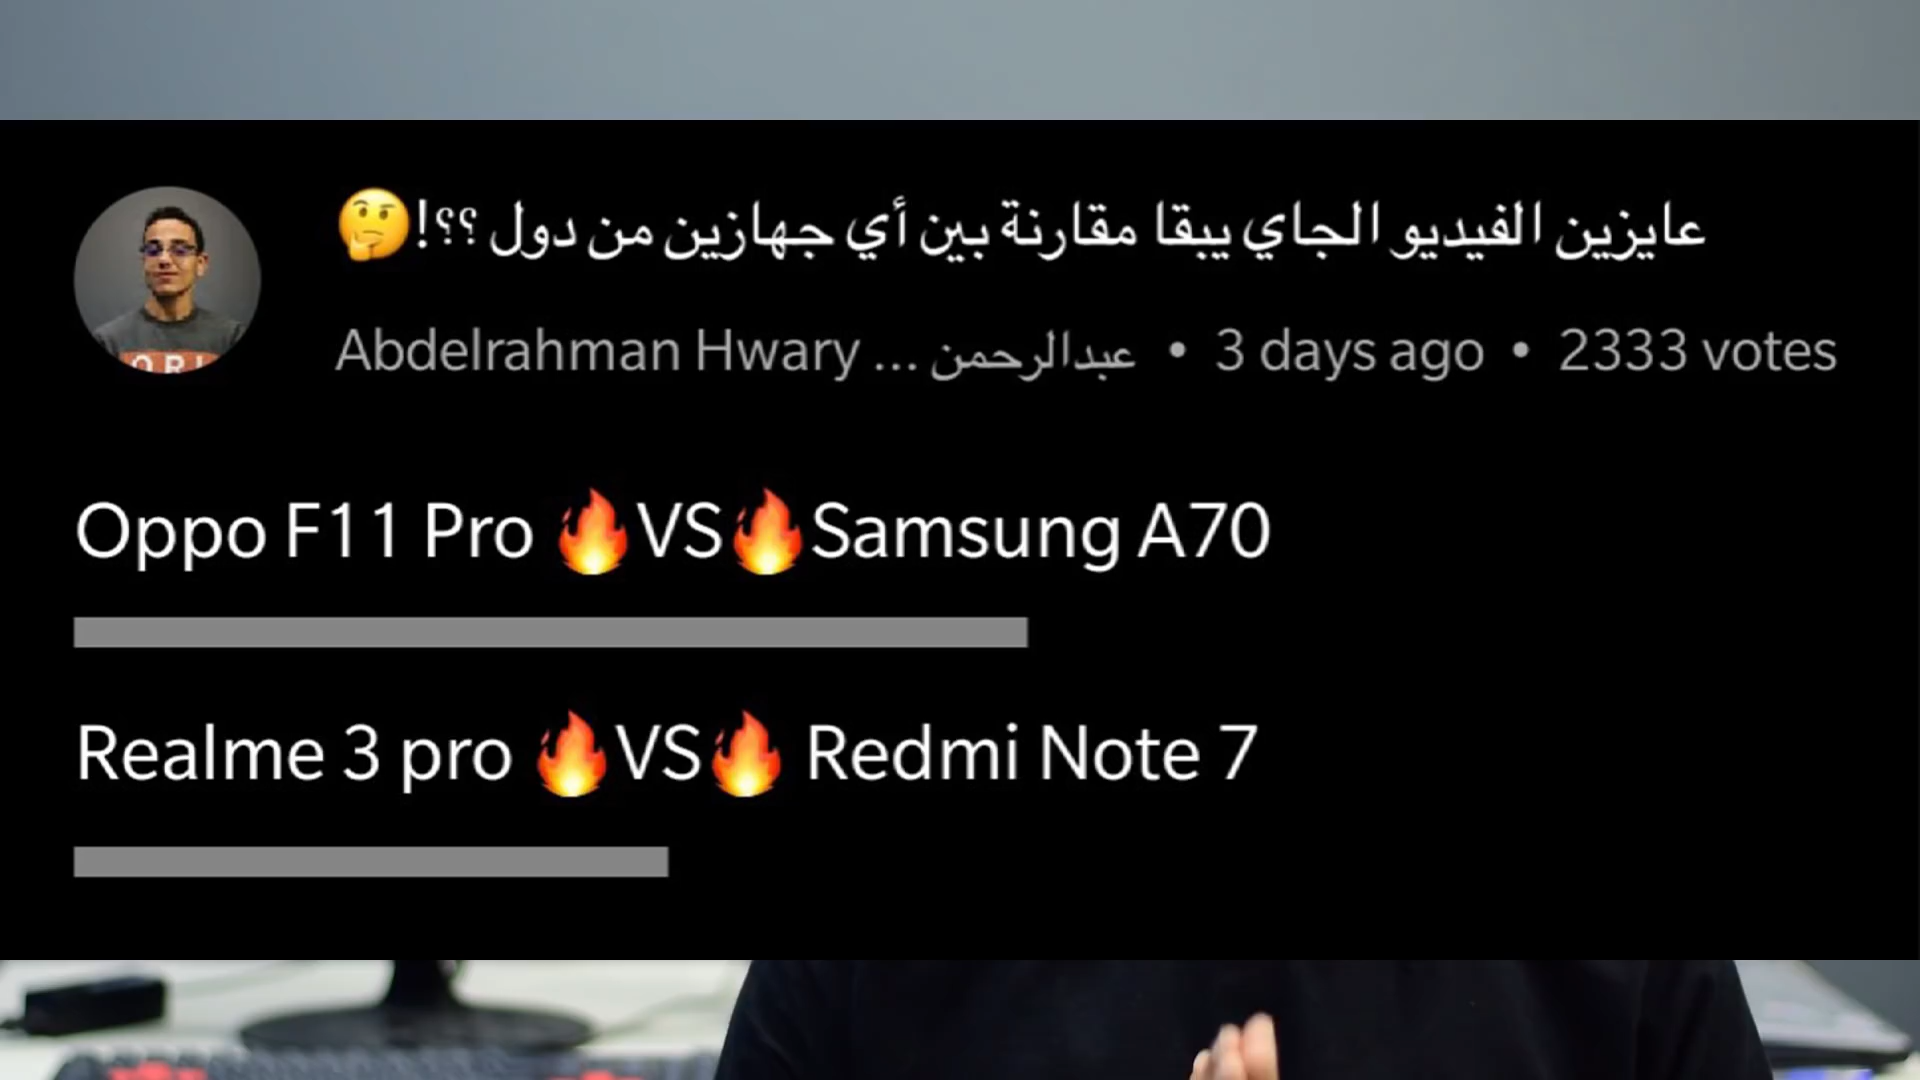 عايزين الفيديو الجاي يبقا مقارنة بين أي جهازين من دول ؟؟!🤔
Abdelrahman Hwary ... عبدالرحمن • 3 days ago • 2333 votes
Oppo F11 Pro 🔥VS🔥Samsung A70
Realme 3 pro 🔥VS🔥 Redmi Note 7